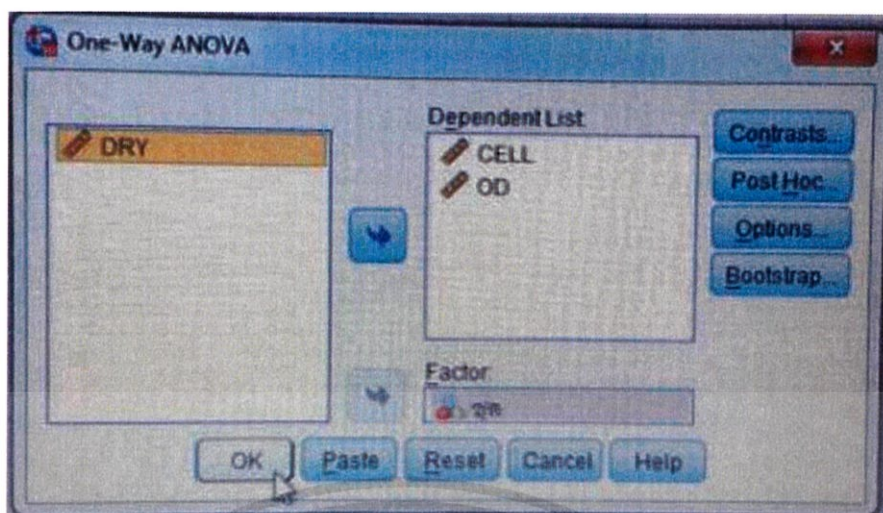 One-Way ANOVA
DRY
Dependent List:
CELL
OD
Contrasts...
Post Hoc...
Options...
Bootstrap...
Factor:
OK
Paste
Reset
Cancel
Help